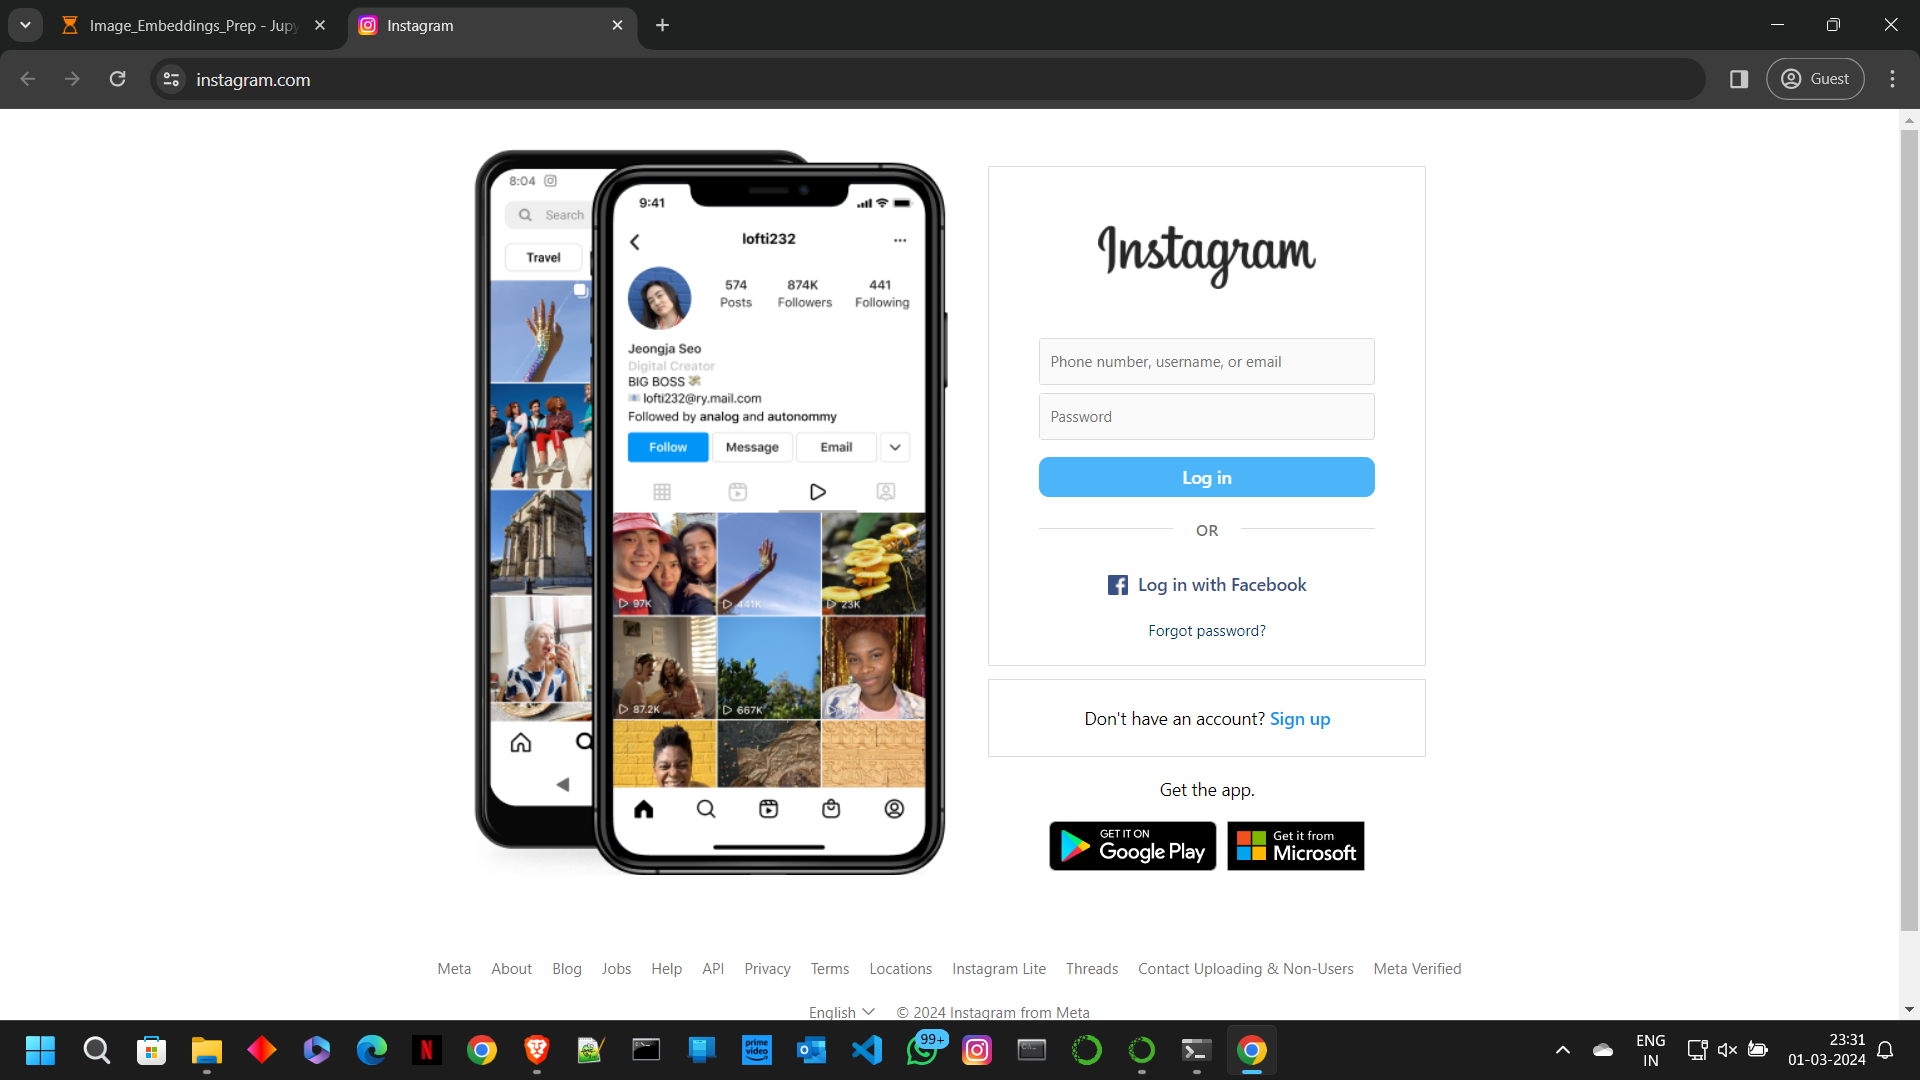 Image_Embeddings_Prep - Jupy
Instagram
instagram.com
Guest
8:04
Search
Travel
9:41
lofti232
574 874K 441
Posts Followers Following
Jeongja Seo
Digital Creator
BIG BOSS
lofti232@ry.mail.com
Followed by analog and autonommy
Follow Message Email
97K 441K 23K
87.2K 667K
Instagram
Phone number, username, or email
Password
Log in
OR
Log in with Facebook
Forgot password?
Don't have an account? Sign up
Get the app.
GET IT ON
Google Play
Get it from
Microsoft
Meta About Blog Jobs Help API Privacy Terms Locations Instagram Lite Threads Contact Uploading & Non-Users Meta Verified
English © 2024 Instagram from Meta
N
prime video
99+
ENG
IN
23:31
01-03-2024